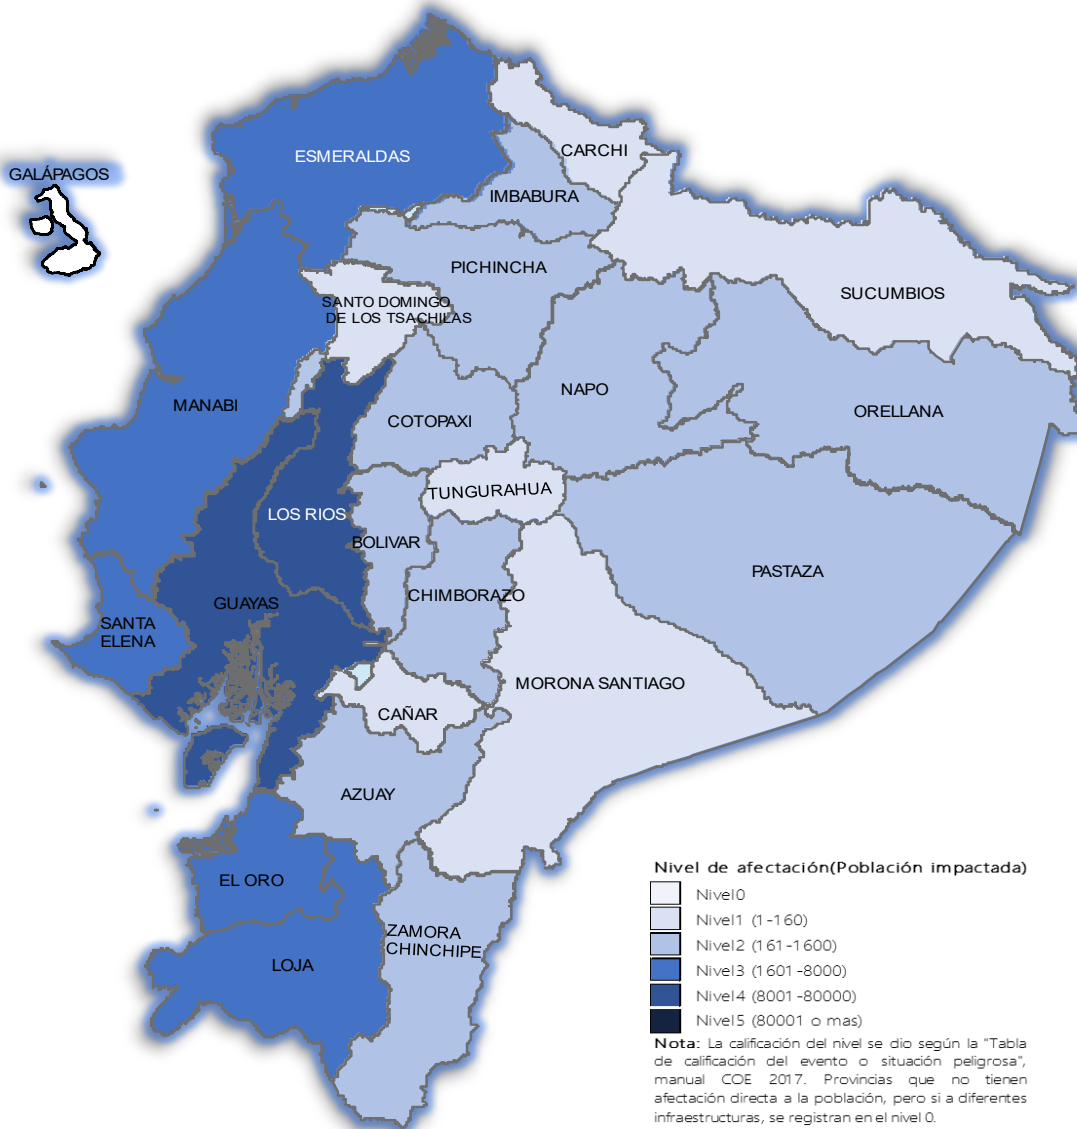 ESMERALDAS
CARCHI
GALÁPAGOS
IMBABURA
PICHINCHA
SUCUMBIOS
SANTO DOMINGO
DE LOS TSACHILAS
NAPO
MANABI
ORELLANA
COTOPAXI
TUNGURAHUA
LOS RIOS
BOLIVAR
PASTAZA
CHIMBORAZO
GUAYAS
SANTA
ELENA
MORONA SANTIAGO
CAÑAR
AZUAY
EL ORO
ZAMORA
CHINCHIPE
LOJA
Nivel de afectación(Población impactada)
Nivel0
Nivel1 (1-160)
Nivel2 (161-1600)
Nivel3 (1601-8000)
Nivel4 (8001-80000)
Nivel5 (80001 o mas)
Nota: La calificación del nivel se dio según la "Tabla
de calificación del evento o situación peligrosa",
manual COE 2017. Provincias que no tienen
afectación directa a la población, pero si a diferentes
infraestructuras, se registran en el nivel 0.